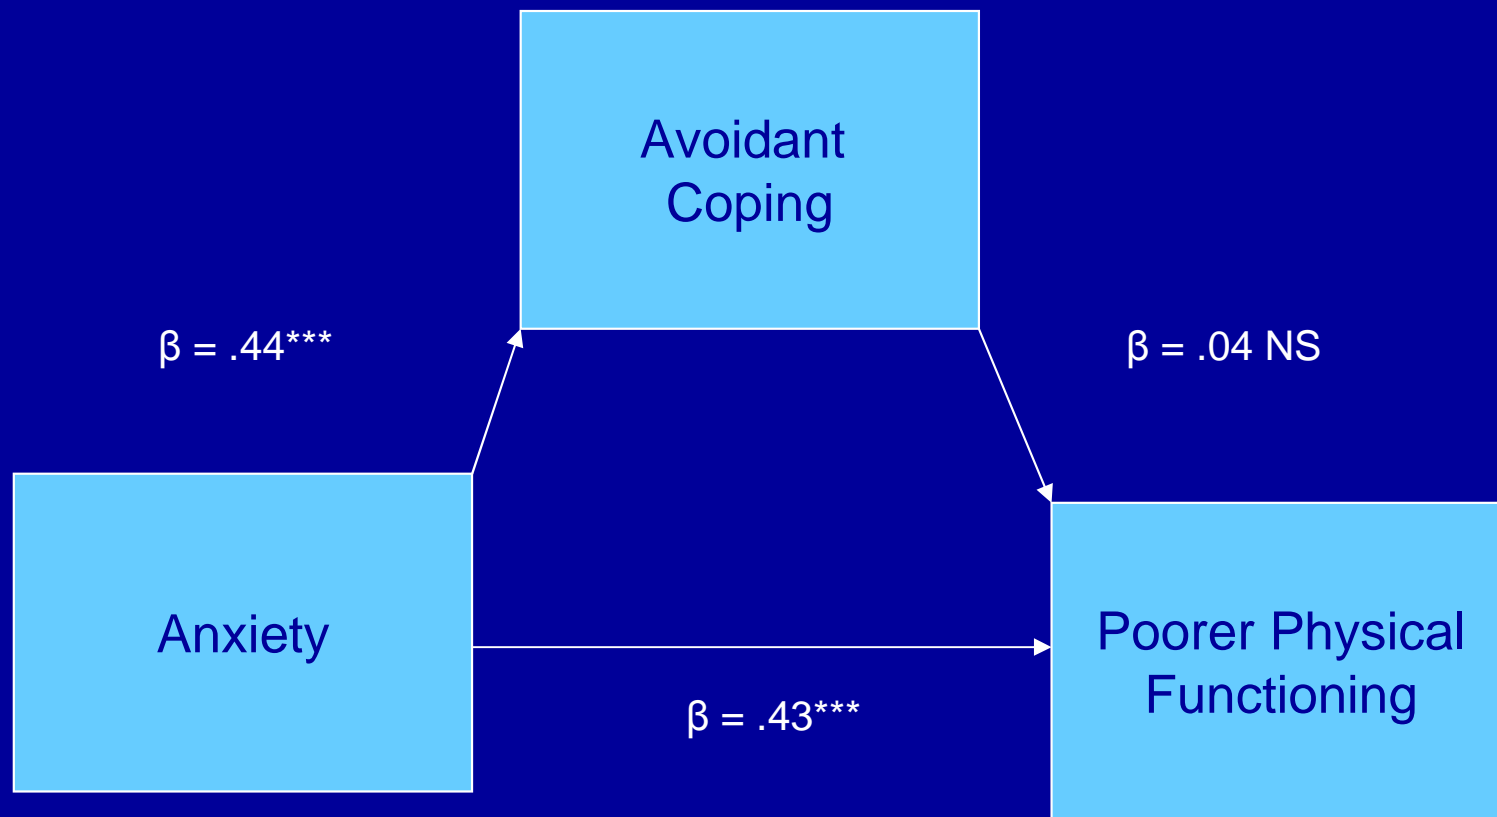 Avoidant
Coping
β = .44***
β = .04 NS
Anxiety
Poorer Physical
Functioning
β = .43***